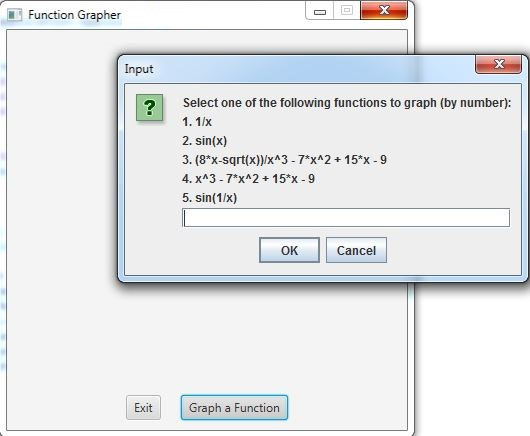 Function Grapher
Input
?
Select one of the following functions to graph (by number):
1. 1/x
2. sin(x)
3. (8*x-sqrt(x))/x^3 - 7*x^2 + 15*x - 9
4. x^3 - 7*x^2 + 15*x - 9
5. sin(1/x)
OK Cancel
Exit Graph a Function